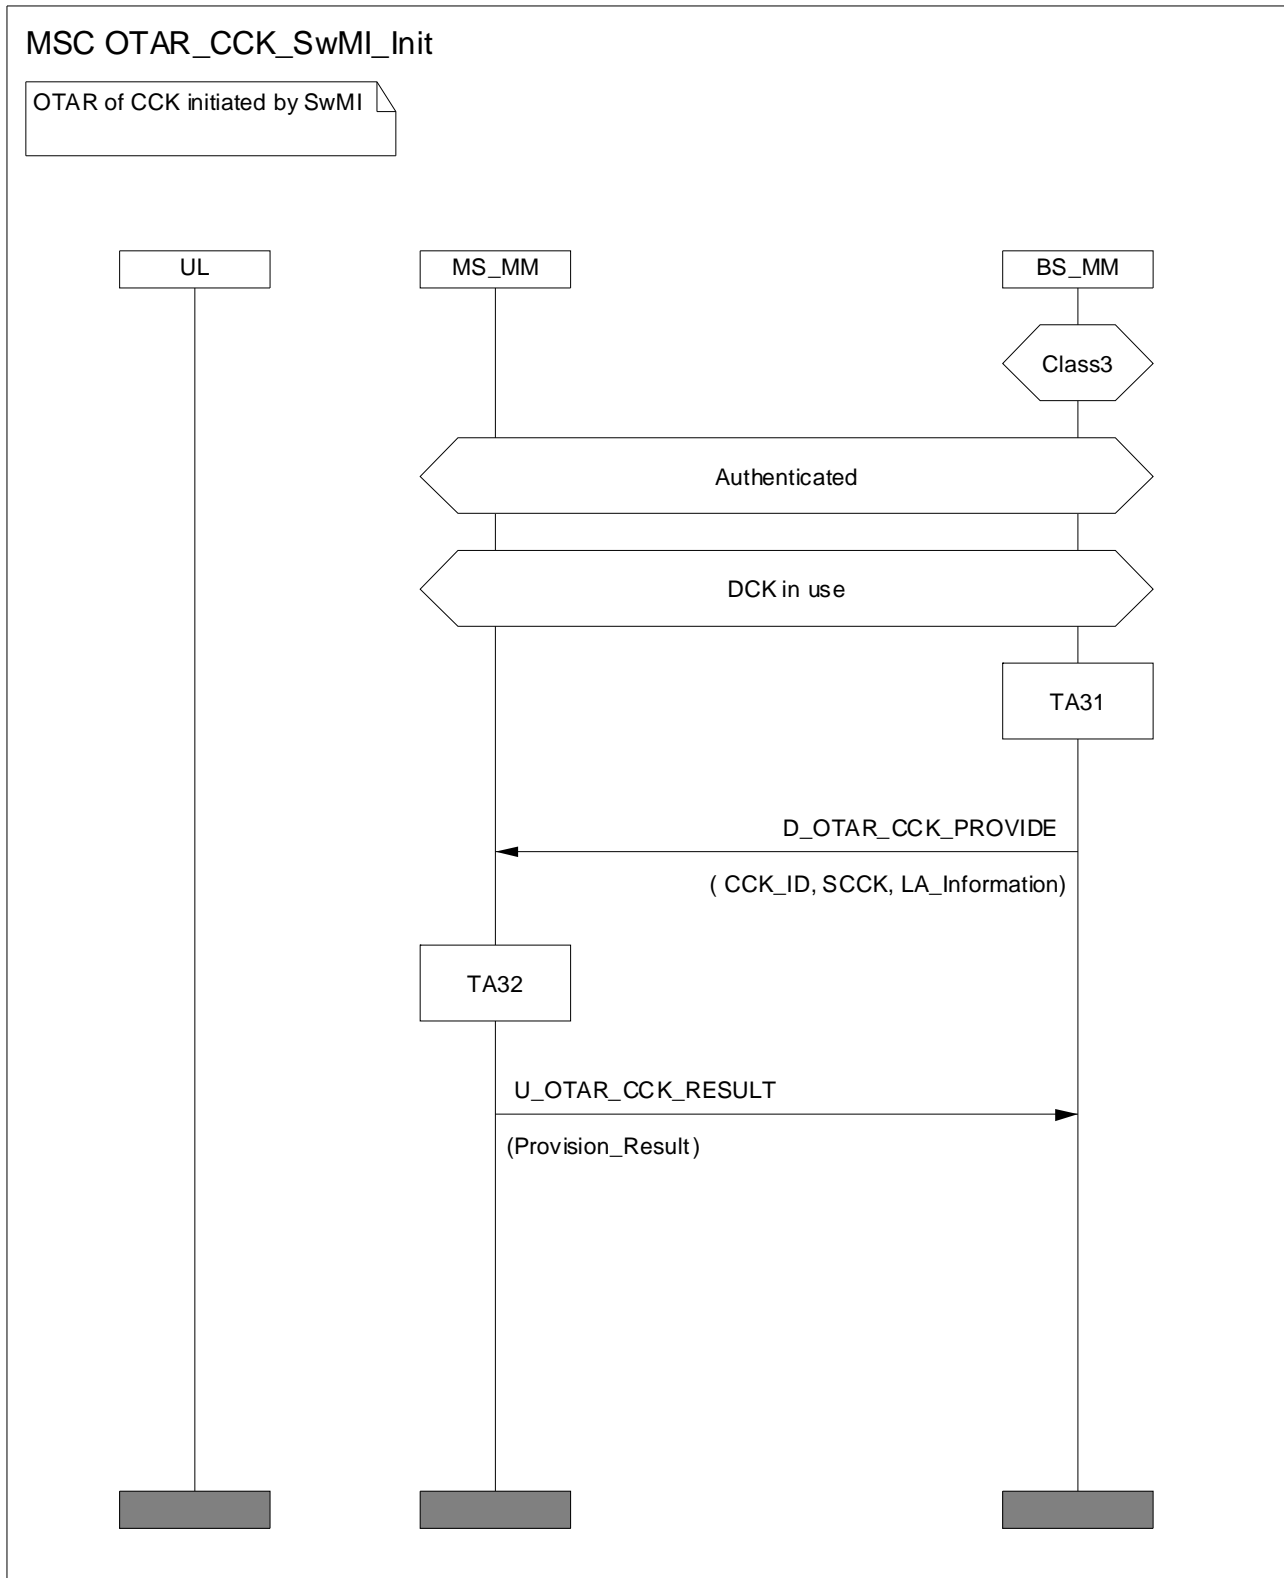 MSC OTAR_CCK_SwMI_Init
OTAR of CCK initiated by SwMI
UL
MS_MM
BS_MM
Class3
Authenticated
DCK in use
TA31
D_OTAR_CCK_PROVIDE
( CCK_ID, SCCK, LA_Information)
TA32
U_OTAR_CCK_RESULT
(Provision_Result)